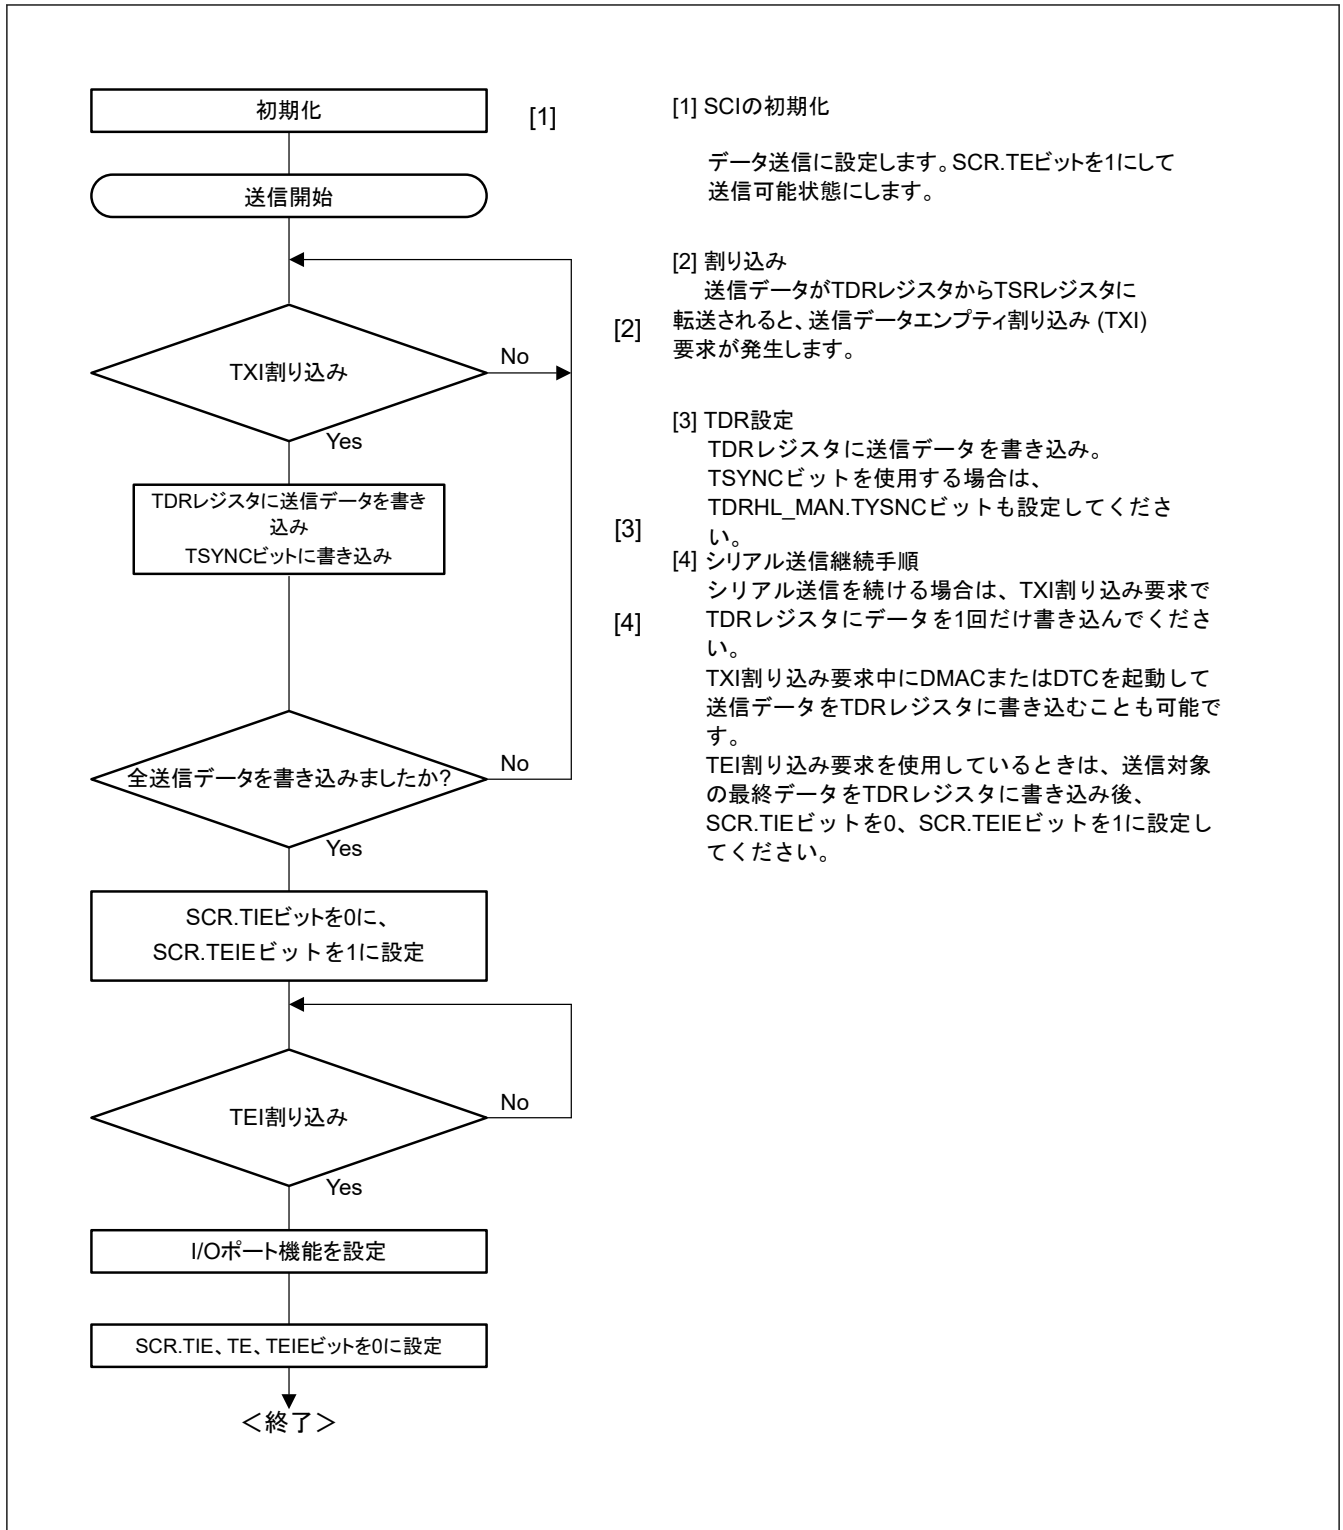 初期化
[1]
送信開始
TXI割り込み
No
[2]
Yes
TDRレジスタに送信データを書き
込み
TSYNCビットに書き込み
[3]
[4]
全送信データを書き込みましたか?
No
Yes
SCR.TIEビットを0に、
SCR.TEIEビットを1に設定
TEI割り込み
No
Yes
I/Oポート機能を設定
SCR.TIE、TE、TEIEビットを0に設定
＜終了＞
[1] SCIの初期化
データ送信に設定します。SCR.TEビットを1にして
送信可能状態にします。
[2] 割り込み
送信データがTDRレジスタからTSRレジスタに
転送されると、送信データエンプティ割り込み (TXI)
要求が発生します。
[3] TDR設定
TDRレジスタに送信データを書き込み。
TSYNCビットを使用する場合は、
TDRHL_MAN.TYSNCビットも設定してくださ
い。
[4] シリアル送信継続手順
シリアル送信を続ける場合は、TXI割り込み要求で
TDRレジスタにデータを1回だけ書き込んでくださ
い。
TXI割り込み要求中にDMACまたはDTCを起動して
送信データをTDRレジスタに書き込むことも可能で
す。
TEI割り込み要求を使用しているときは、送信対象
の最終データをTDRレジスタに書き込み後、
SCR.TIEビットを0、SCR.TEIEビットを1に設定し
てください。